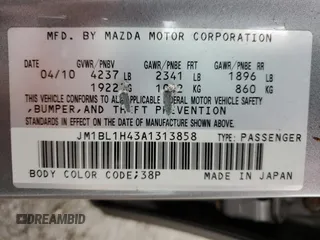 MFD. BY MAZDA MOTOR CORPORATION
GVWR/PNBV GAWR/PNBE FR GAWR/PNBE RR
04/10 4237 LB 2341 LB 1896 LB
KG KG 860 KG
THIS VEHICLE CONFORMS TO ALL APPLICABLE FEDERAL MOTOR VEHICLE SAFETY
,BUMPER,AND THEFT PREVENTION
STANDARDS IN EFFECT ON THE DATE OF MANUFACTURE SHOWN ABOVE.
JM1BL1H43A1313858 TYPE: PASSENGER
BODY COLOR CODE;38P MADE IN JAPAN
DREAMBID